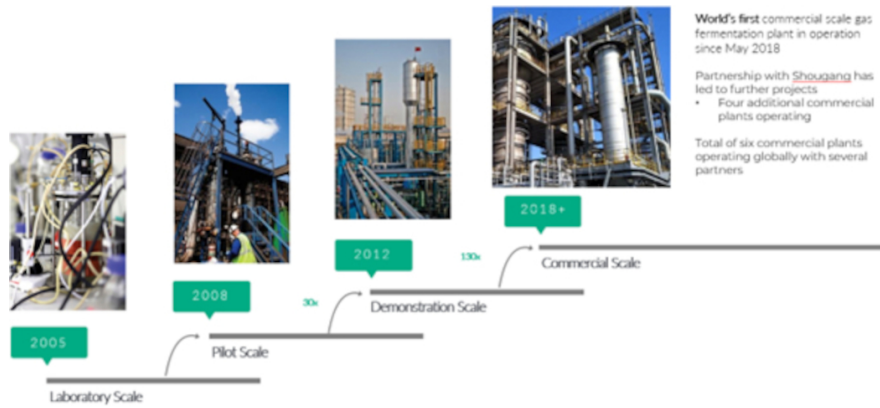 World's first commercial scale gas
fermentation plant in operation
since May 2018
Partnership with Shougang has
led to further projects
• Four additional commercial
plants operating
Total of six commercial plants
operating globally with several
partners
2018+
Commercial Scale
130x
2012
Demonstration Scale
30x
2008
Pilot Scale
2005
Laboratory Scale